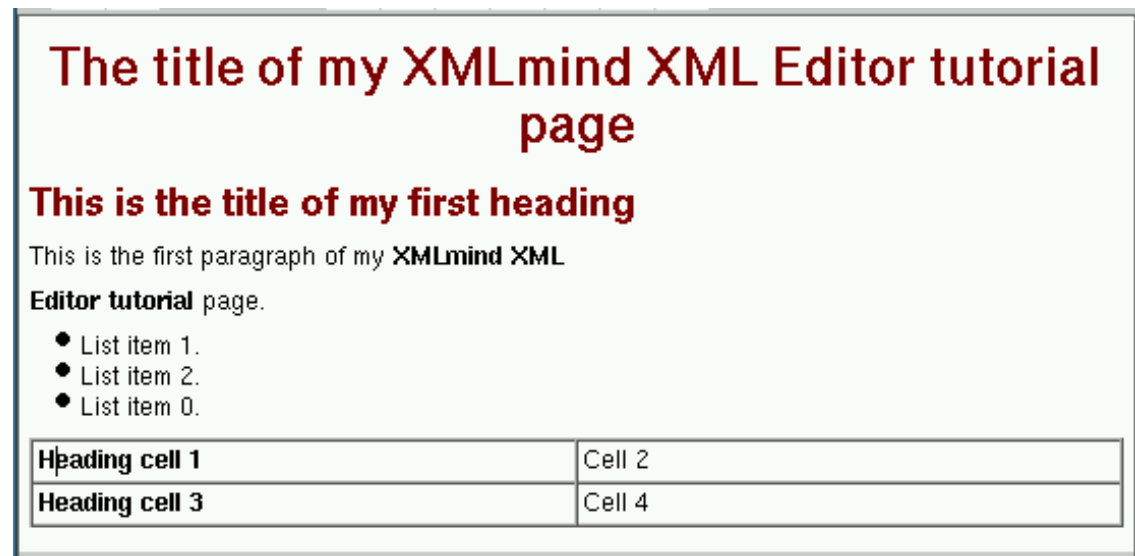 The title of my XMLmind XML Editor tutorial
page
This is the title of my first heading
This is the first paragraph of my XMLmind XML
Editor tutorial page.
List item 1.
List item 2.
List item 0.
Heading cell 1 Cell 2
Heading cell 3 Cell 4